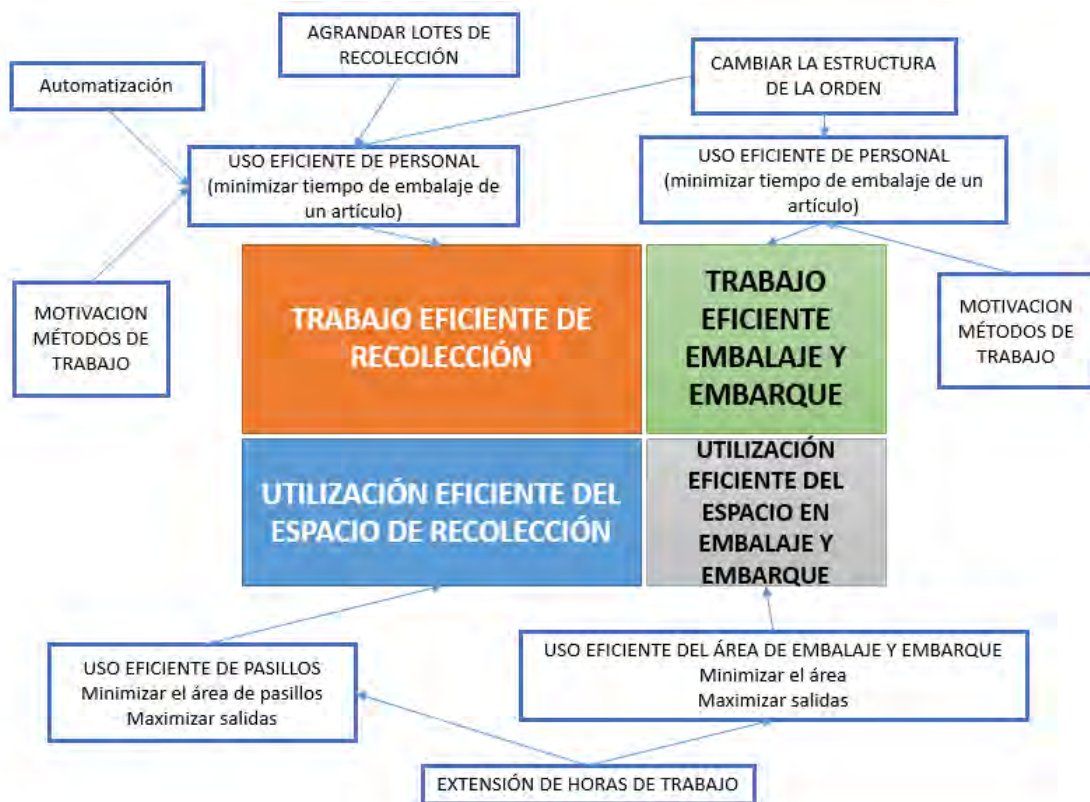 AGRANDAR LOTES DE
RECOLECCIÓN
CAMBIAR LA ESTRUCTURA
DE LA ORDEN
Automatización
USO EFICIENTE DE PERSONAL
(minimizar tiempo de embalaje de
un artículo)
USO EFICIENTE DE PERSONAL
(minimizar tiempo de embalaje de un
artículo)
MOTIVACION
MÉTODOS DE
TRABAJO
TRABAJO EFICIENTE DE
RECOLECCIÓN
TRABAJO
EFICIENTE
EMBALAJE Y
EMBARQUE
MOTIVACION
MÉTODOS DE
TRABAJO
UTILIZACIÓN EFICIENTE DEL
ESPACIO DE RECOLECCIÓN
UTILIZACIÓN
EFICIENTE DEL
ESPACIO EN
EMBALAJE Y
EMBARQUE
USO EFICIENTE DE PASILLOS
Minimizar el área de pasillos
Maximizar salidas
USO EFICIENTE DEL ÁREA DE EMBALAJE Y EMBARQUE
Minimizar el área
Maximizar salidas
EXTENSIÓN DE HORAS DE TRABAJO